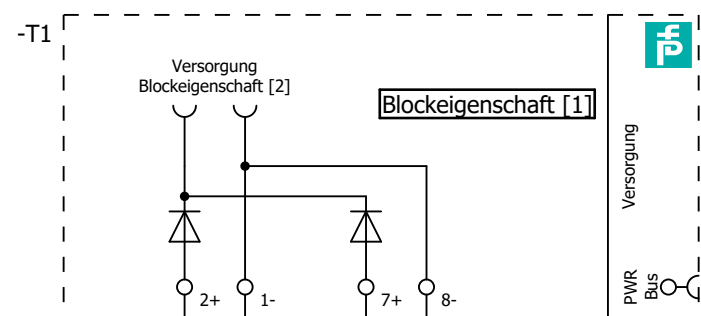 -T1
Versorgung
Blockeigenschaft [2]
Blockeigenschaft [1]
Versorgung
PWR
Bus
2+
1-
7+
8-